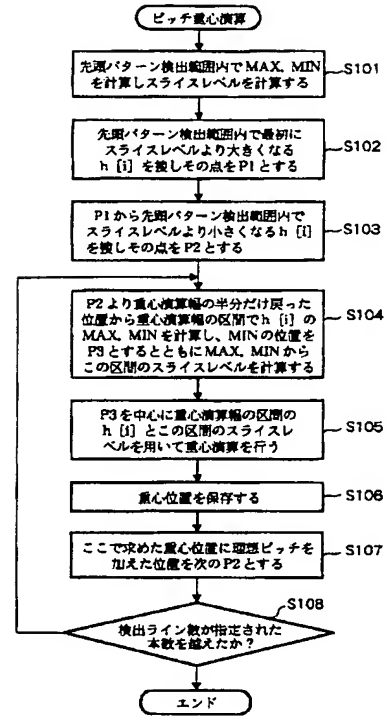 ピッチ重心演算
先頭パターン検出範囲内でMAX, MIN
を計算しスライスレベルを計算する
S101
先頭パターン検出範囲内で最初に
スライスレベルより大きくなる
h [i] を捜しその点をP1とする
S102
P1から先頭パターン検出範囲内で
スライスレベルより小さくなるh [i]
を捜しその点をP2とする
S103
P2より重心演算幅の半分だけ戻った
位置から重心演算幅の区間でh [i] の
MAX, MINを計算し、MINの位置を
P3とするとともにMAX, MINから
この区間のスライスレベルを計算する
S104
P3を中心に重心演算幅の区間の
h [i] とこの区間のスライスレ
ベルを用いて重心演算を行う
S105
重心位置を保存する
S106
ここで求めた重心位置に理想ピッチを
加えた位置を次のP2とする
S107
検出ライン数が指定された
本数を越えたか？
S108
エンド